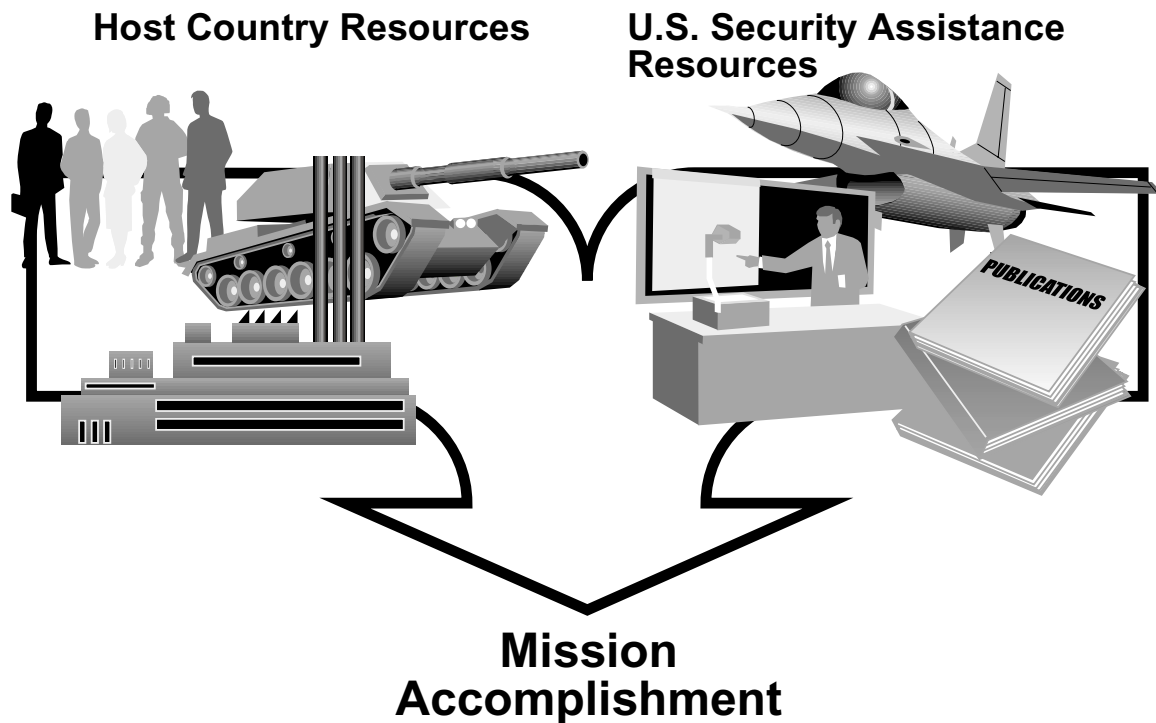 Host Country Resources
U.S. Security Assistance
Resources
PUBLICATIONS
Mission
Accomplishment